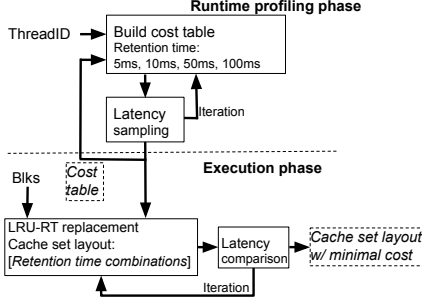 Runtime profiling phase
ThreadID
Build cost table
Retention time:
5ms, 10ms, 50ms, 100ms
Latency
sampling
Iteration
Cost
table
Execution phase
Blks
LRU-RT replacement
Cache set layout:
[Retention time combinations]
Latency
comparison
Cache set layout
w/ minimal cost
Iteration